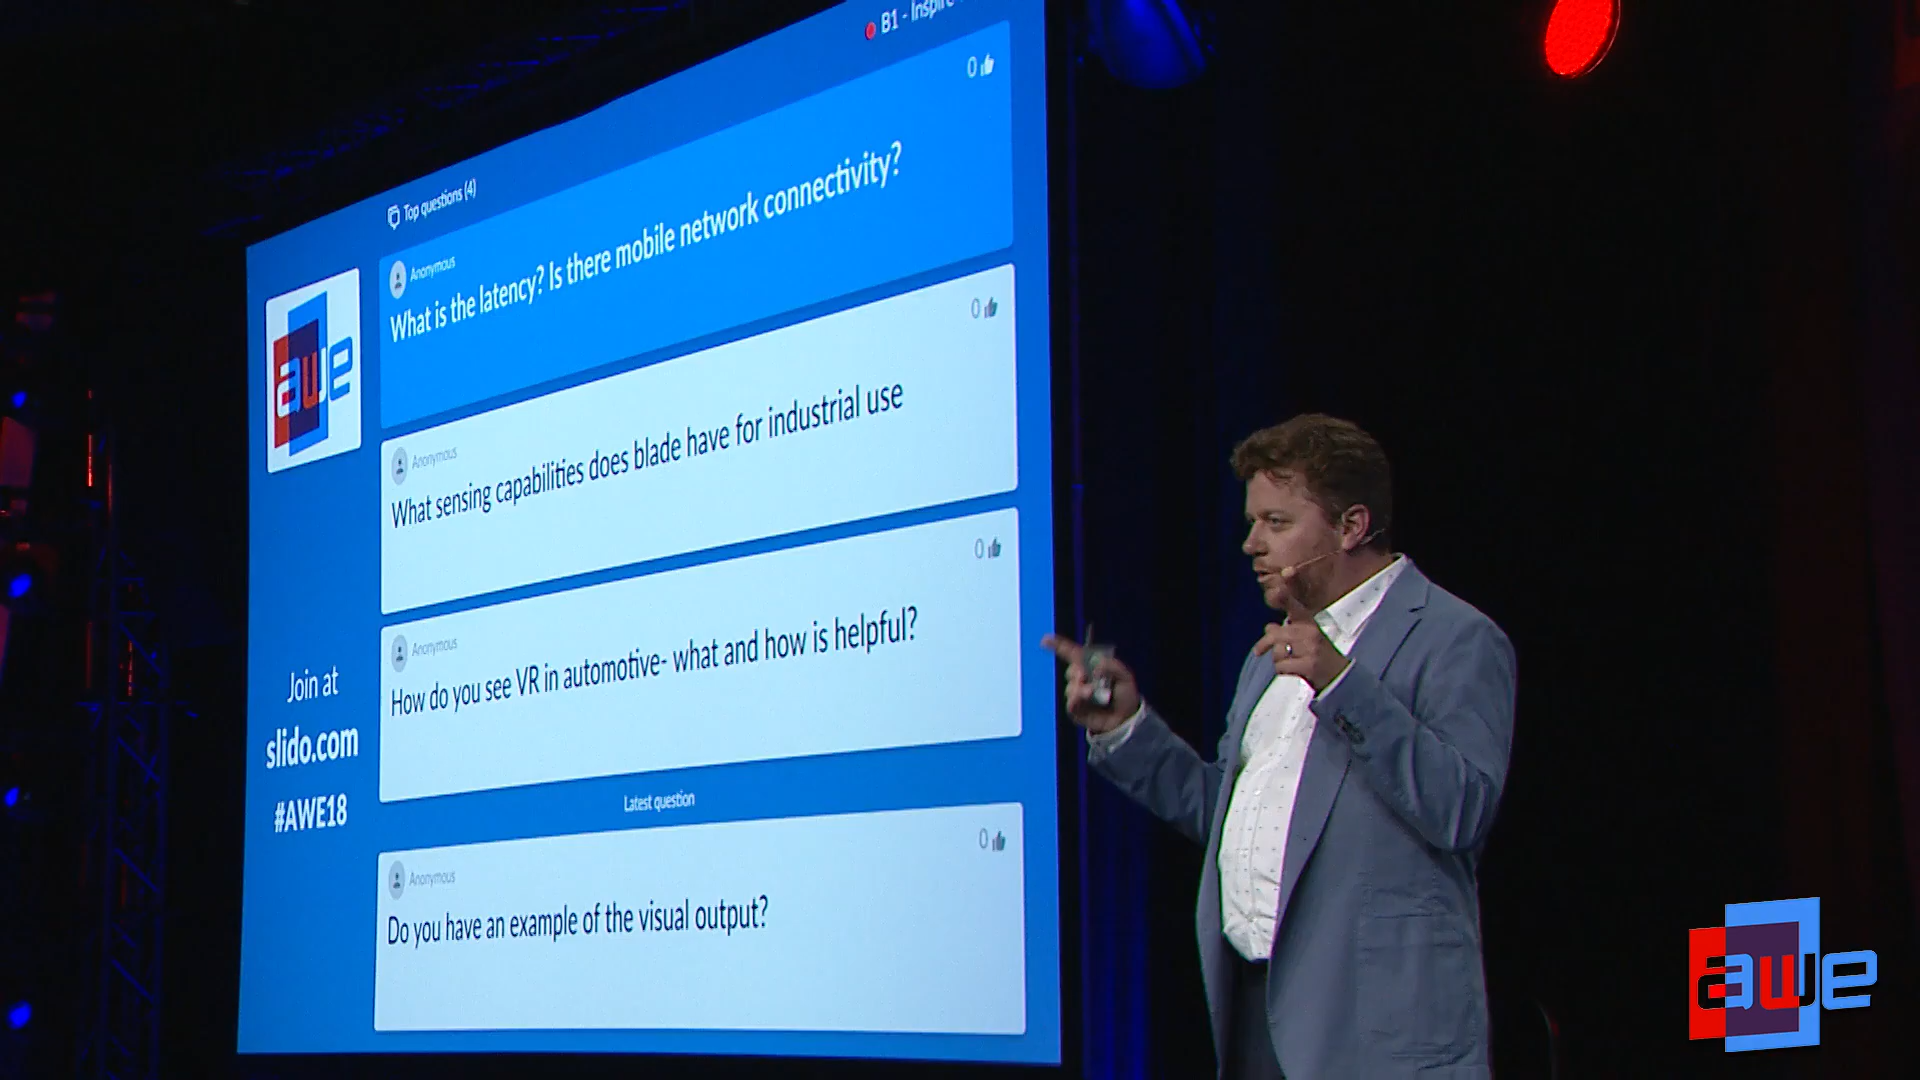 B1 - Inspire
Top questions (4)
0
Anonymous
What is the latency? Is there mobile network connectivity?
0
Anonymous
What sensing capabilities does blade have for industrial use
0
Anonymous
How do you see VR in automotive- what and how is helpful?
Latest question
0
Anonymous
Do you have an example of the visual output?
awe
Join at
slido.com
#AWE18
awe